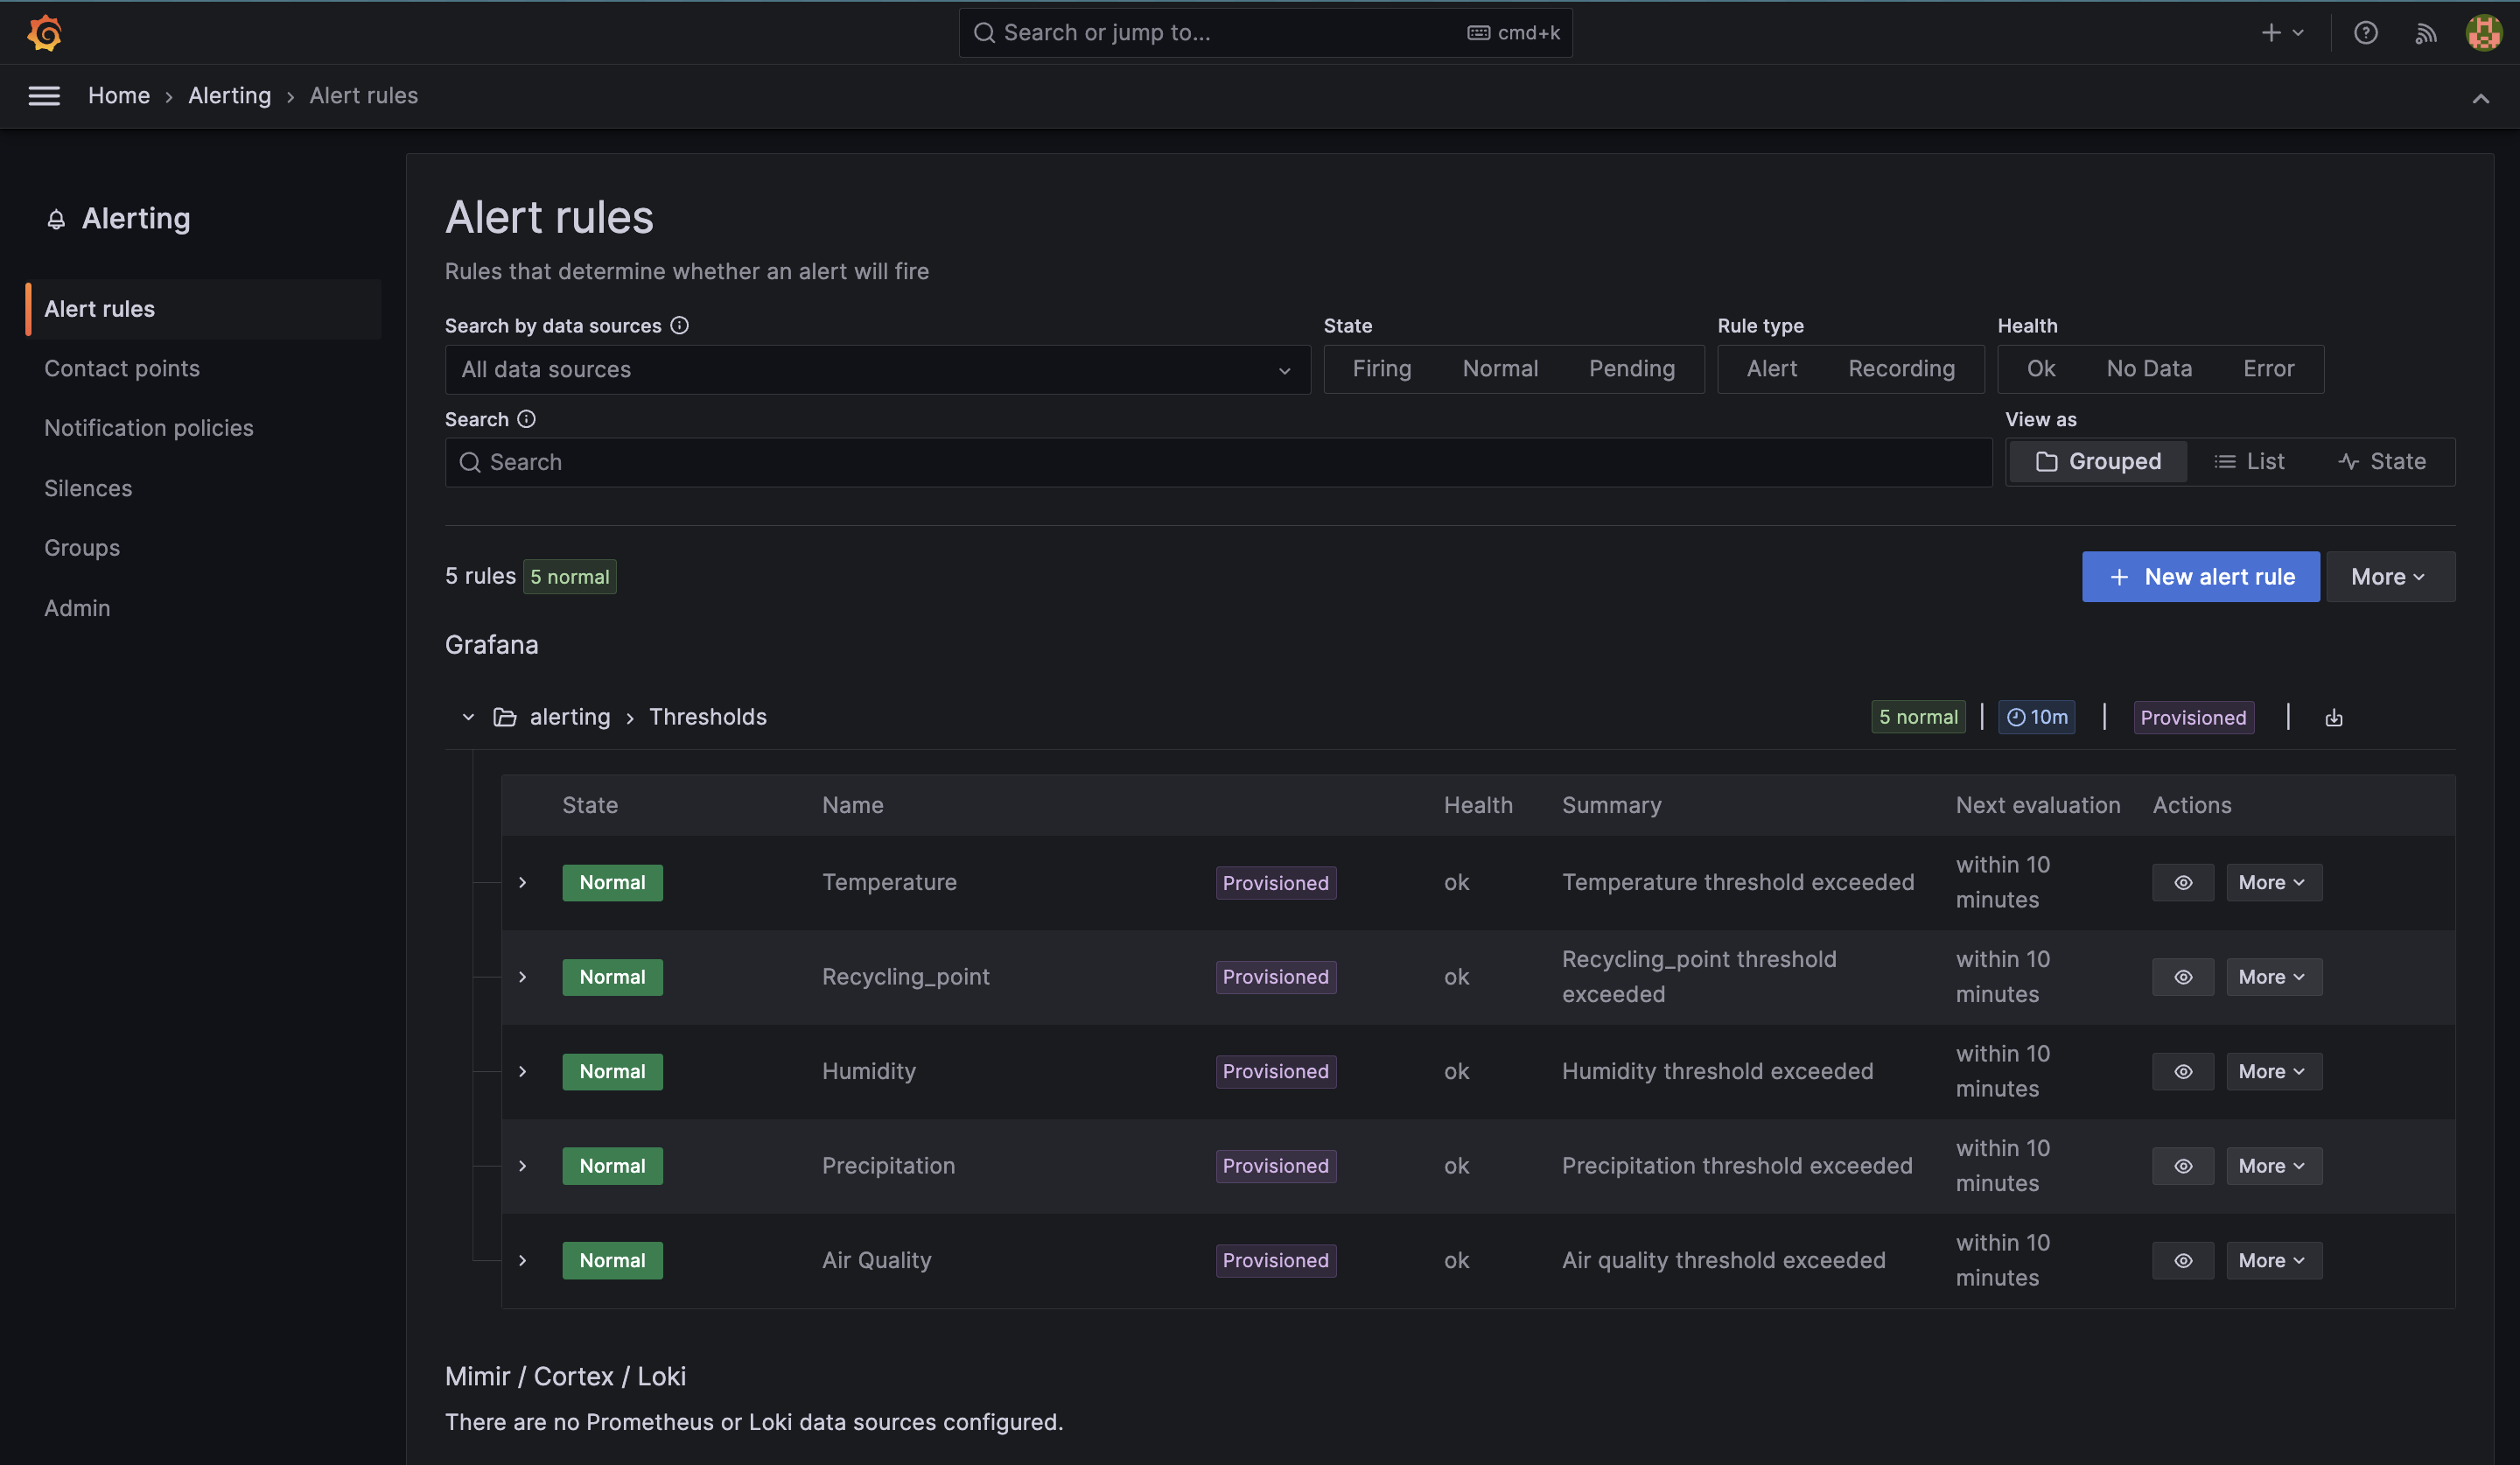 Search or jump to...
cmd+k
Home
Alerting
Alert rules
Alerting
Alert rules
Contact points
Notification policies
Silences
Groups
Admin
Alert rules
Rules that determine whether an alert will fire
Search by data sources
State
Rule type
Health
All data sources
Firing Normal Pending
Alert Recording
Ok No Data Error
Search
View as
Search
Grouped List State
5 rules 5 normal
+ New alert rule
More
Grafana
alerting > Thresholds
5 normal | 10m | Provisioned |
State Name Health Summary Next evaluation Actions
Normal Temperature Provisioned ok Temperature threshold exceeded within 10
minutes
More
Normal Recycling_point Provisioned ok Recycling_point threshold
exceeded
within 10
minutes
More
Normal Humidity Provisioned ok Humidity threshold exceeded within 10
minutes
More
Normal Precipitation Provisioned ok Precipitation threshold exceeded within 10
minutes
More
Normal Air Quality Provisioned ok Air quality threshold exceeded within 10
minutes
More
Mimir / Cortex / Loki
There are no Prometheus or Loki data sources configured.